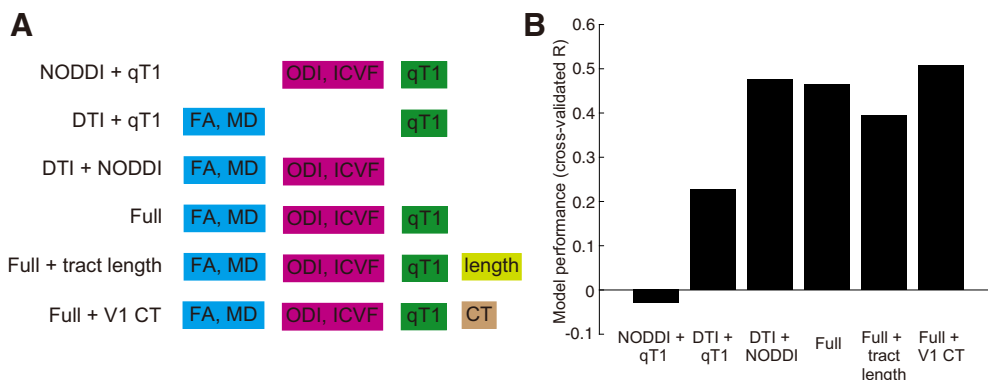 A
NODDI + qT1 ODI, ICVF qT1
DTI + qT1 FA, MD qT1
DTI + NODDI FA, MD ODI, ICVF
Full FA, MD ODI, ICVF qT1
Full + tract length FA, MD ODI, ICVF qT1 length
Full + V1 CT FA, MD ODI, ICVF qT1 CT
B
Model performance (cross-validated R)
0.6
0.5
0.4
0.3
0.2
0.1
0
-0.1
NODDI +
qT1
DTI +
qT1
DTI +
NODDI
Full
Full +
tract
length
Full +
V1 CT